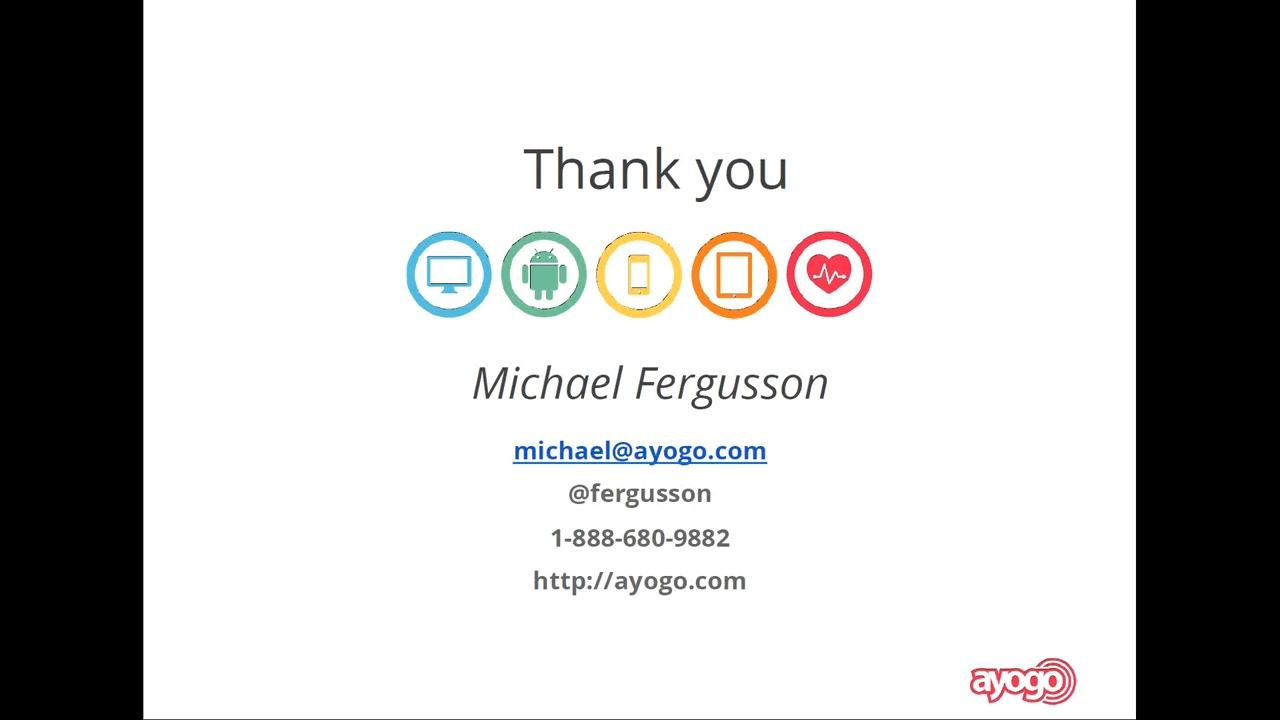 Thank you
Michael Fergusson
michael@ayogo.com
@fergusson
1-888-680-9882
http://ayogo.com
ayogo